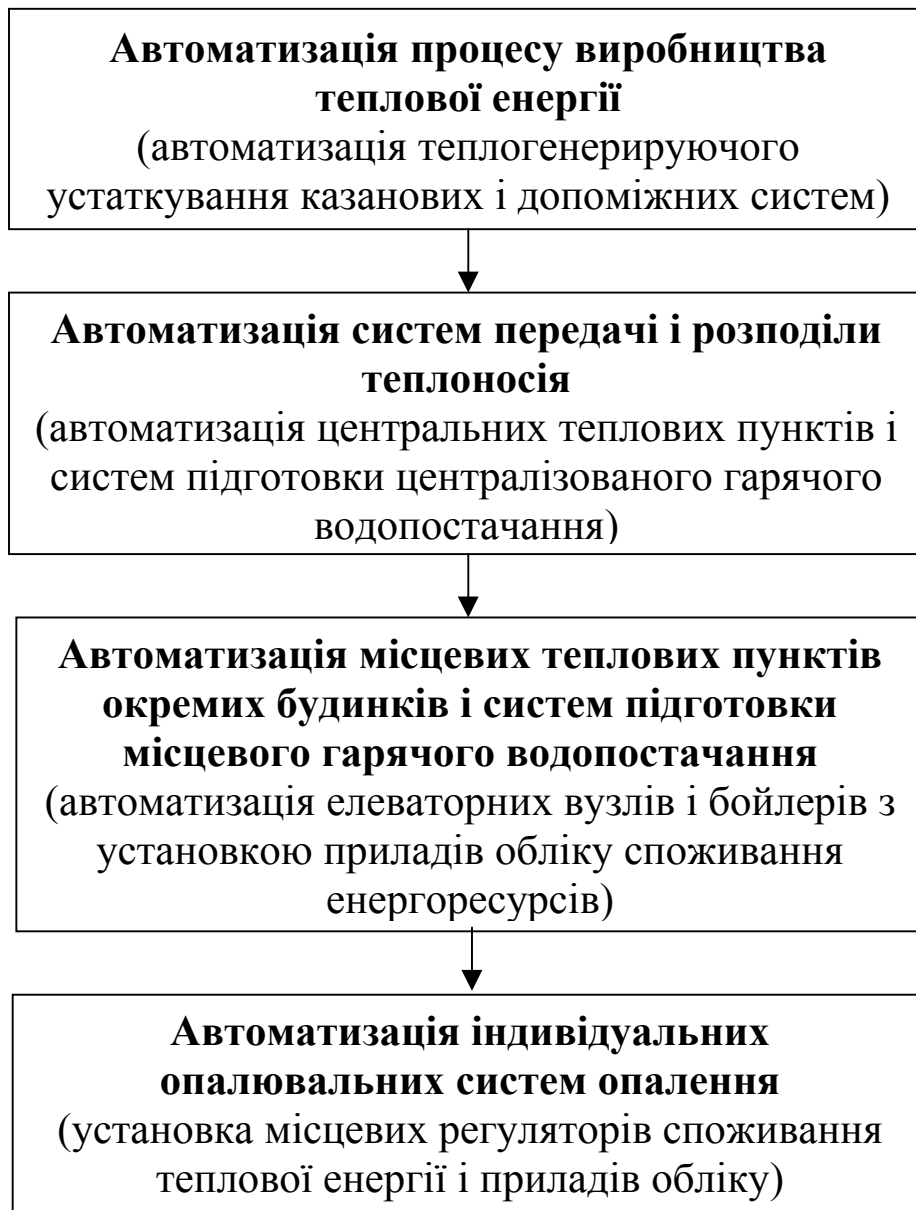 Автоматизація процесу виробництва
теплової енергії
(автоматизація теплогенерируючого
устаткування казанових і допоміжних систем)
Автоматизація систем передачі і розподіли
теплоносія
(автоматизація центральних теплових пунктів і
систем підготовки централізованого гарячого
водопостачання)
Автоматизація місцевих теплових пунктів
окремих будинків і систем підготовки
місцевого гарячого водопостачання
(автоматизація елеваторних вузлів і бойлерів з
установкою приладів обліку споживання
енергоресурсів)
Автоматизація індивідуальних
опалювальних систем опалення
(установка місцевих регуляторів споживання
теплової енергії і приладів обліку)